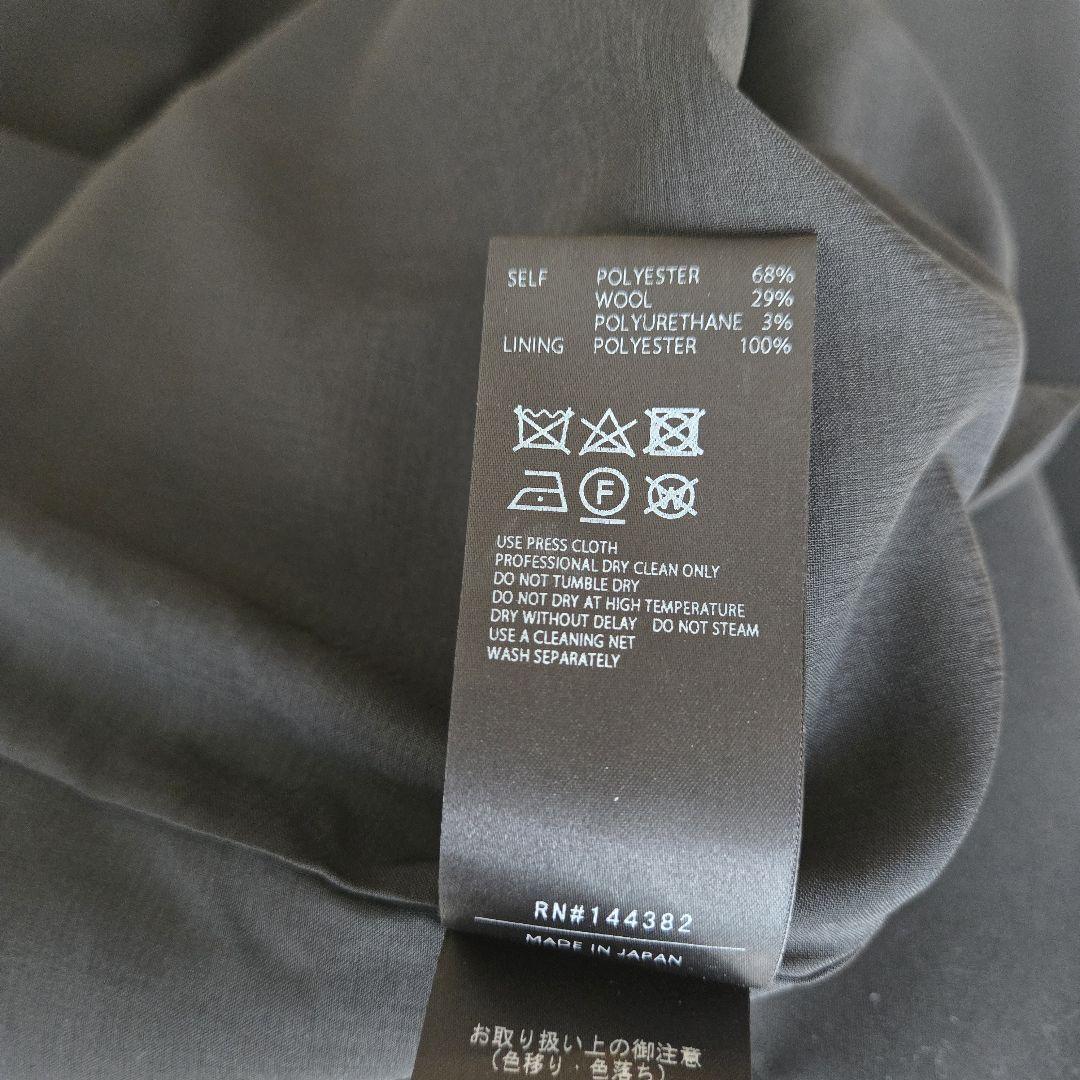 SELF POLYESTER 68%
WOOL 29%
POLYURETHANE 3%
LINING POLYESTER 100%
F
W
USE PRESS CLOTH
PROFESSIONAL DRY CLEAN ONLY
DO NOT TUMBLE DRY
DO NOT DRY AT HIGH TEMPERATURE
DRY WITHOUT DELAY DO NOT STEAM
USE A CLEANING NET
WASH SEPARATELY
RN#144382
MADE IN JAPAN
お取り扱い上の御注意
(色移り・色落ち)